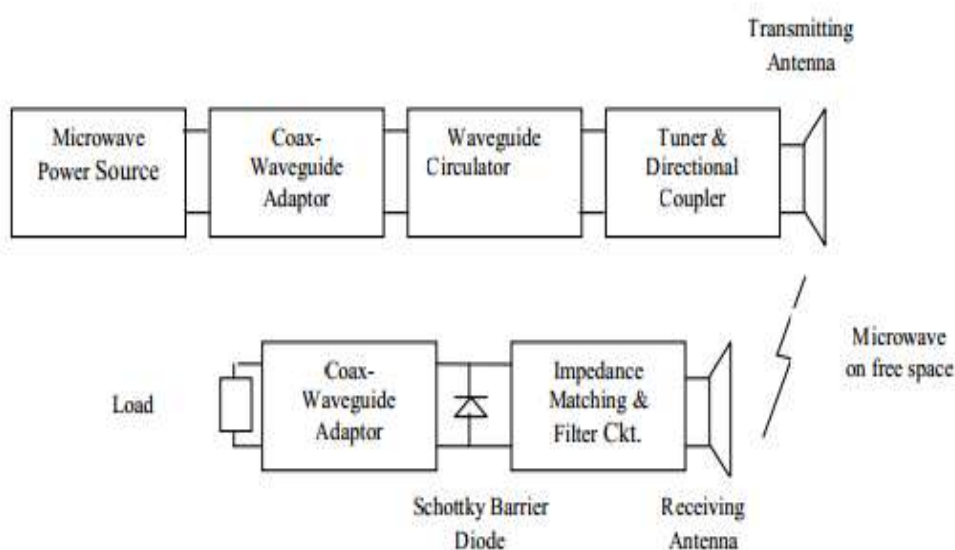 Transmitting
Antenna
Microwave
Power Source
Coax-
Waveguide
Adaptor
Waveguide
Circulator
Tuner &
Directional
Coupler
Microwave
on free space
Load
Coax-
Waveguide
Adaptor
Impedance
Matching &
Filter Ckt.
Schottky Barrier
Diode
Receiving
Antenna